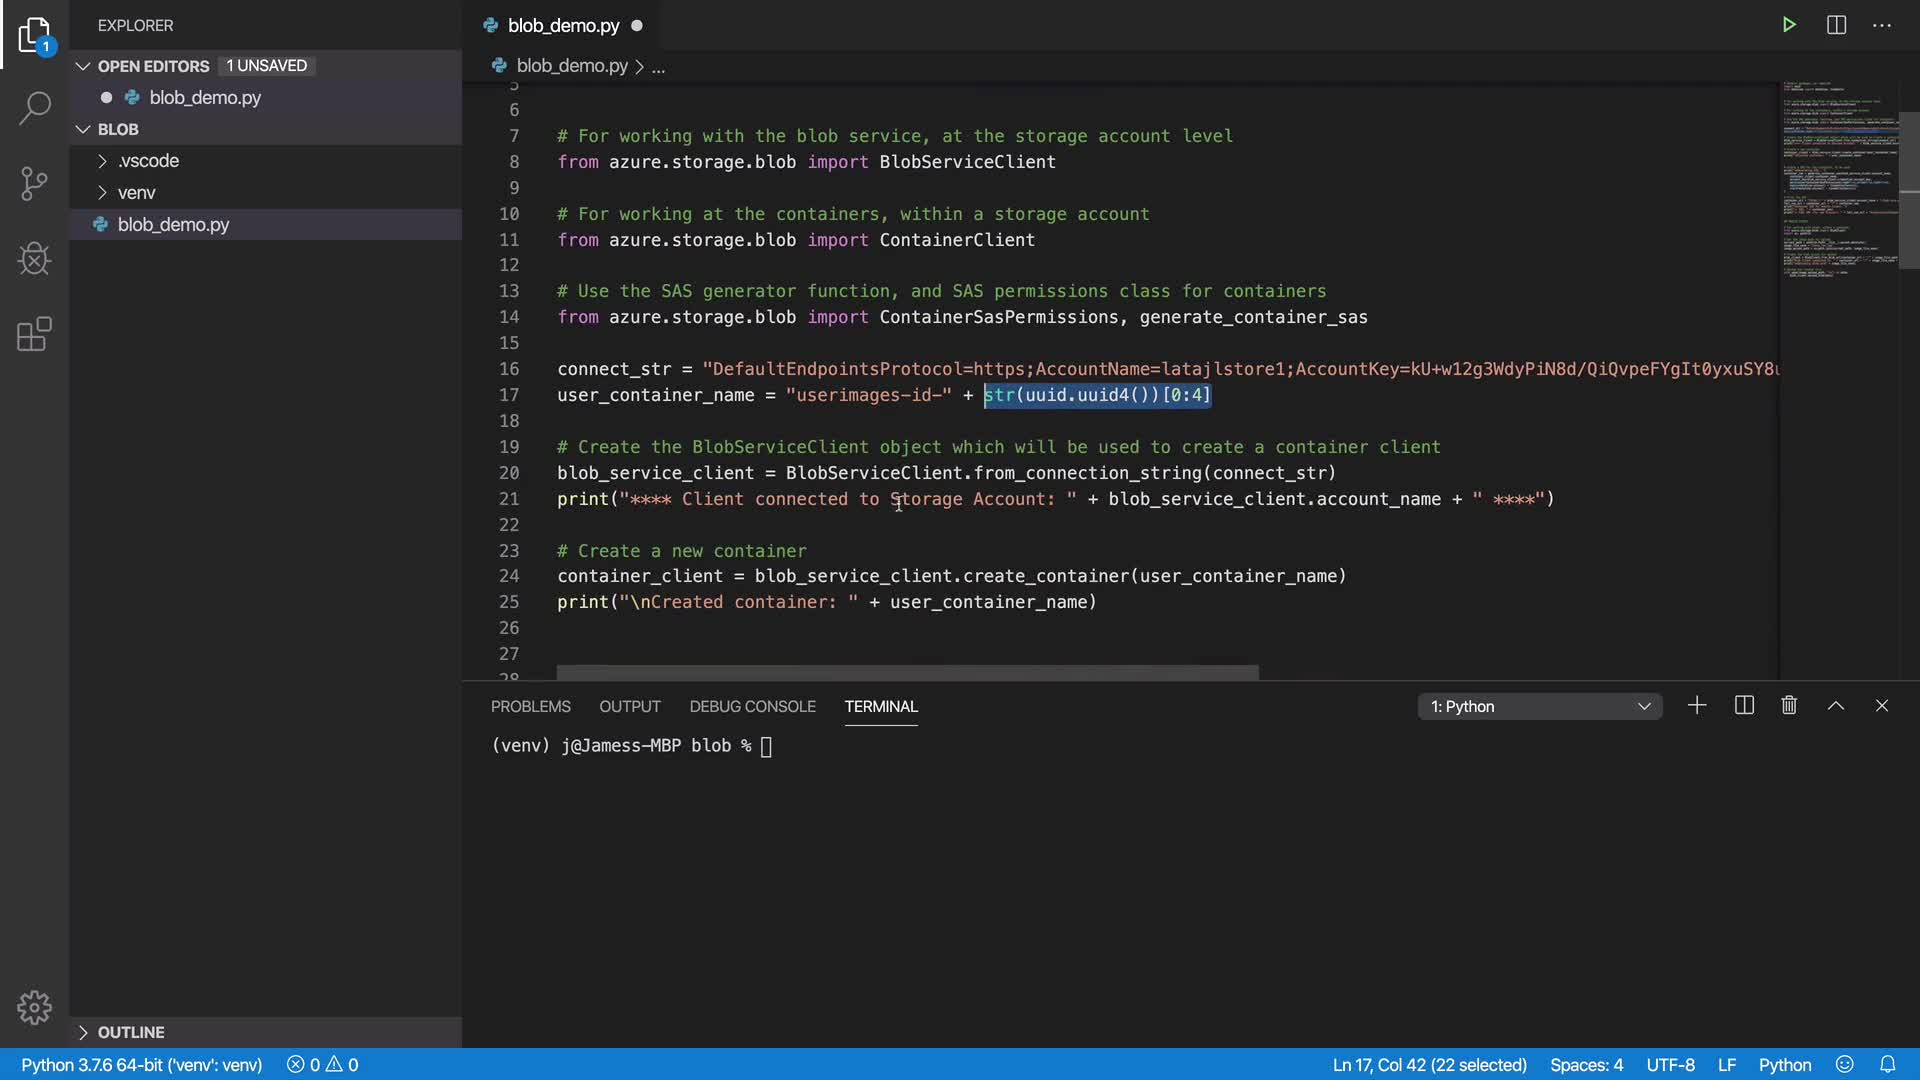 EXPLORER
OPEN EDITORS 1 UNSAVED
blob_demo.py
BLOB
.vscode
venv
blob_demo.py
OUTLINE
1
blob_demo.py
blob_demo.py > ...
5
6
7 # For working with the blob service, at the storage account level
8 from azure.storage.blob import BlobServiceClient
9
10 # For working at the containers, within a storage account
11 from azure.storage.blob import ContainerClient
12
13 # Use the SAS generator function, and SAS permissions class for containers
14 from azure.storage.blob import ContainerSasPermissions, generate_container_sas
15
16 connect_str = "DefaultEndpointsProtocol=https;AccountName=latajlstore1;AccountKey=kU+w12g3WdyPiN8d/QiQvpeFYgIt0yxuSY8u
17 user_container_name = "userimages-id-" + str(uuid.uuid4())[0:4]
18
19 # Create the BlobServiceClient object which will be used to create a container client
20 blob_service_client = BlobServiceClient.from_connection_string(connect_str)
21 print("**** Client connected to Storage Account: " + blob_service_client.account_name + " ****")
22
23 # Create a new container
24 container_client = blob_service_client.create_container(user_container_name)
25 print("\nCreated container: " + user_container_name)
26
27
28
PROBLEMS OUTPUT DEBUG CONSOLE TERMINAL 1: Python
(venv) j@Jamess-MBP blob %
Python 3.7.6 64-bit ('venv': venv) 0 0 Ln 17, Col 42 (22 selected) Spaces: 4 UTF-8 LF Python